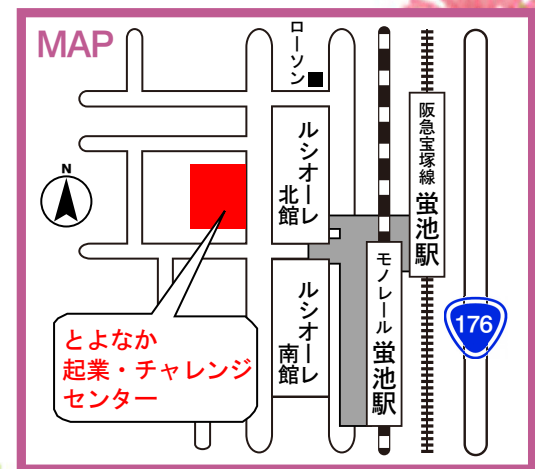 MAP
ローソン
N
ルシオーレ
北館
阪急宝塚線
蛍池駅
モノレール
蛍池駅
ルシオーレ
南館
176
とよなか
起業・チャレンジ
センター